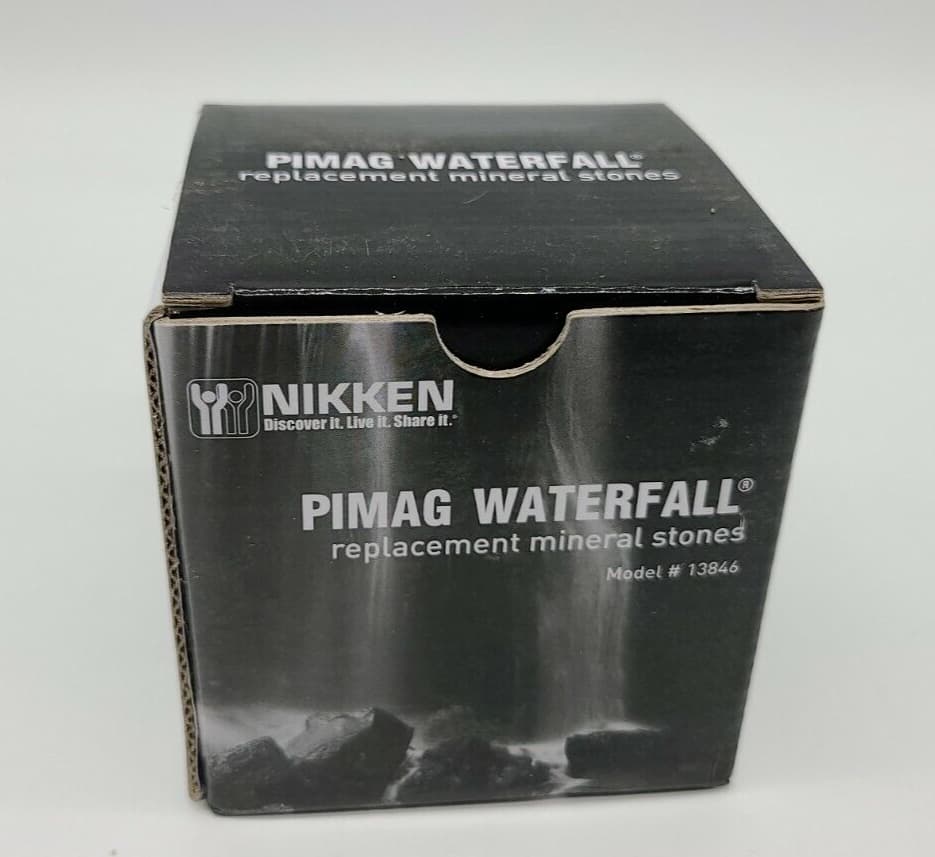 PIMAG WATERFALL®
replacement mineral stones
NIKKEN
Discover it. Live it. Share it.®
PIMAG WATERFALL®
replacement mineral stones
Model # 13846